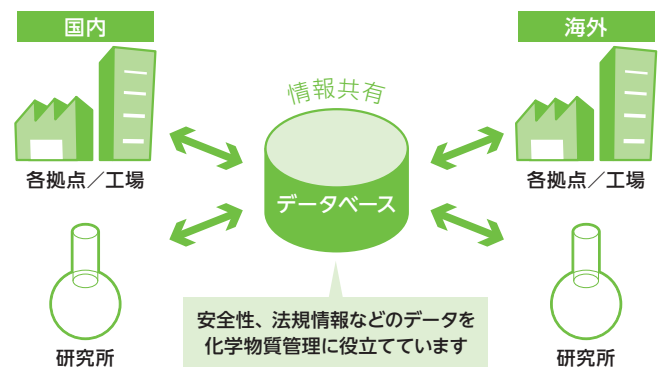 国内
海外
情報共有
各拠点／工場
データベース
各拠点／工場
研究所
安全性、法規情報などのデータを
化学物質管理に役立てています
研究所